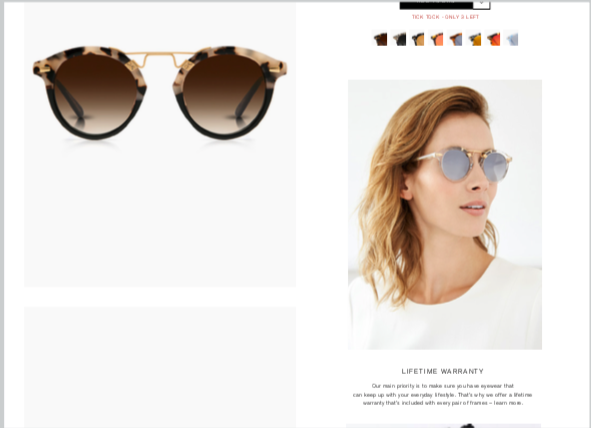 TICK TOCK - ONLY 3 LEFT
LIFETIME WARRANTY
Our main priority is to make sure you have eyewear that
can keep up with your everyday lifestyle. That's why we offer a lifetime
warranty that's included with every pair of frames – learn more.